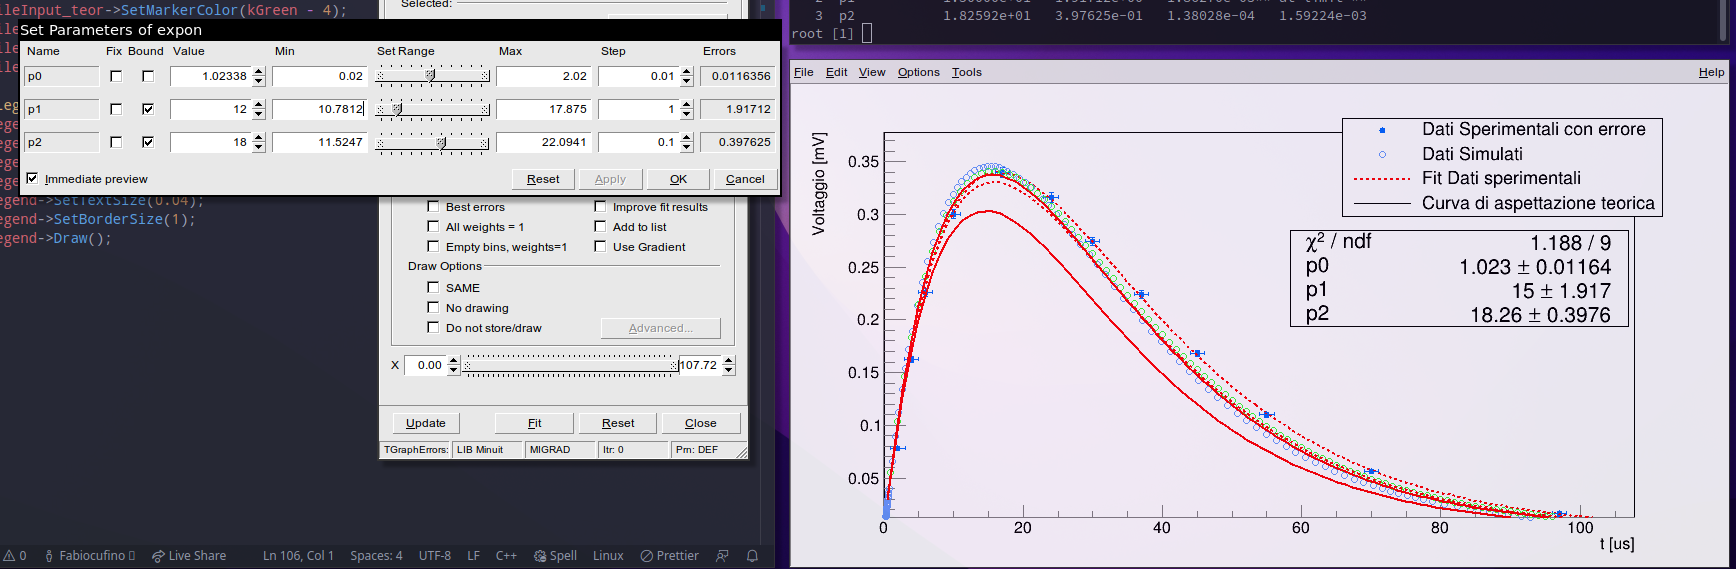 lleInput_teor->SetMarkerColor(kGreen - 4);
Set Parameters of expon
Name Fix Bound Value Min Set Range Max Step Errors
p0 1.02338 0.02 2.02 0.01 0.0116356
p1 12 10.7812 17.875 1 1.91712
p2 18 11.5247 22.0941 0.1 0.397625
Immediate preview Reset Apply OK Cancel
egend->SetTextSize(0.04);
egend->SetBorderSize(1);
egend->Draw();
Selected:
Best errors Improve fit results
All weights = 1 Add to list
Empty bins, weights=1 Use Gradient
Draw Options
SAME
No drawing
Do not store/draw Advanced...
X 0.00 107.72
Update Fit Reset Close
TGraphErrors: LIB Minuit MIGRAD Itr: 0 Prn: DEF
0 Fabiocufino Live Share Ln 106, Col 1 Spaces: 4 UTF-8 LF C++ Spell Linux Prettier
3 p2 1.82592e+01 3.97625e-01 1.38028e-04 1.59224e-03
root [1]
File Edit View Options Tools Help
Voltaggio [mV]
0.35
0.3
0.25
0.2
0.15
0.1
0.05
0 20 40 60 80 100
t [us]
Dati Sperimentali con errore
Dati Simulati
Fit Dati sperimentali
Curva di aspettazione teorica
χ² / ndf 1.188 / 9
p0 1.023 ± 0.01164
p1 15 ± 1.917
p2 18.26 ± 0.3976